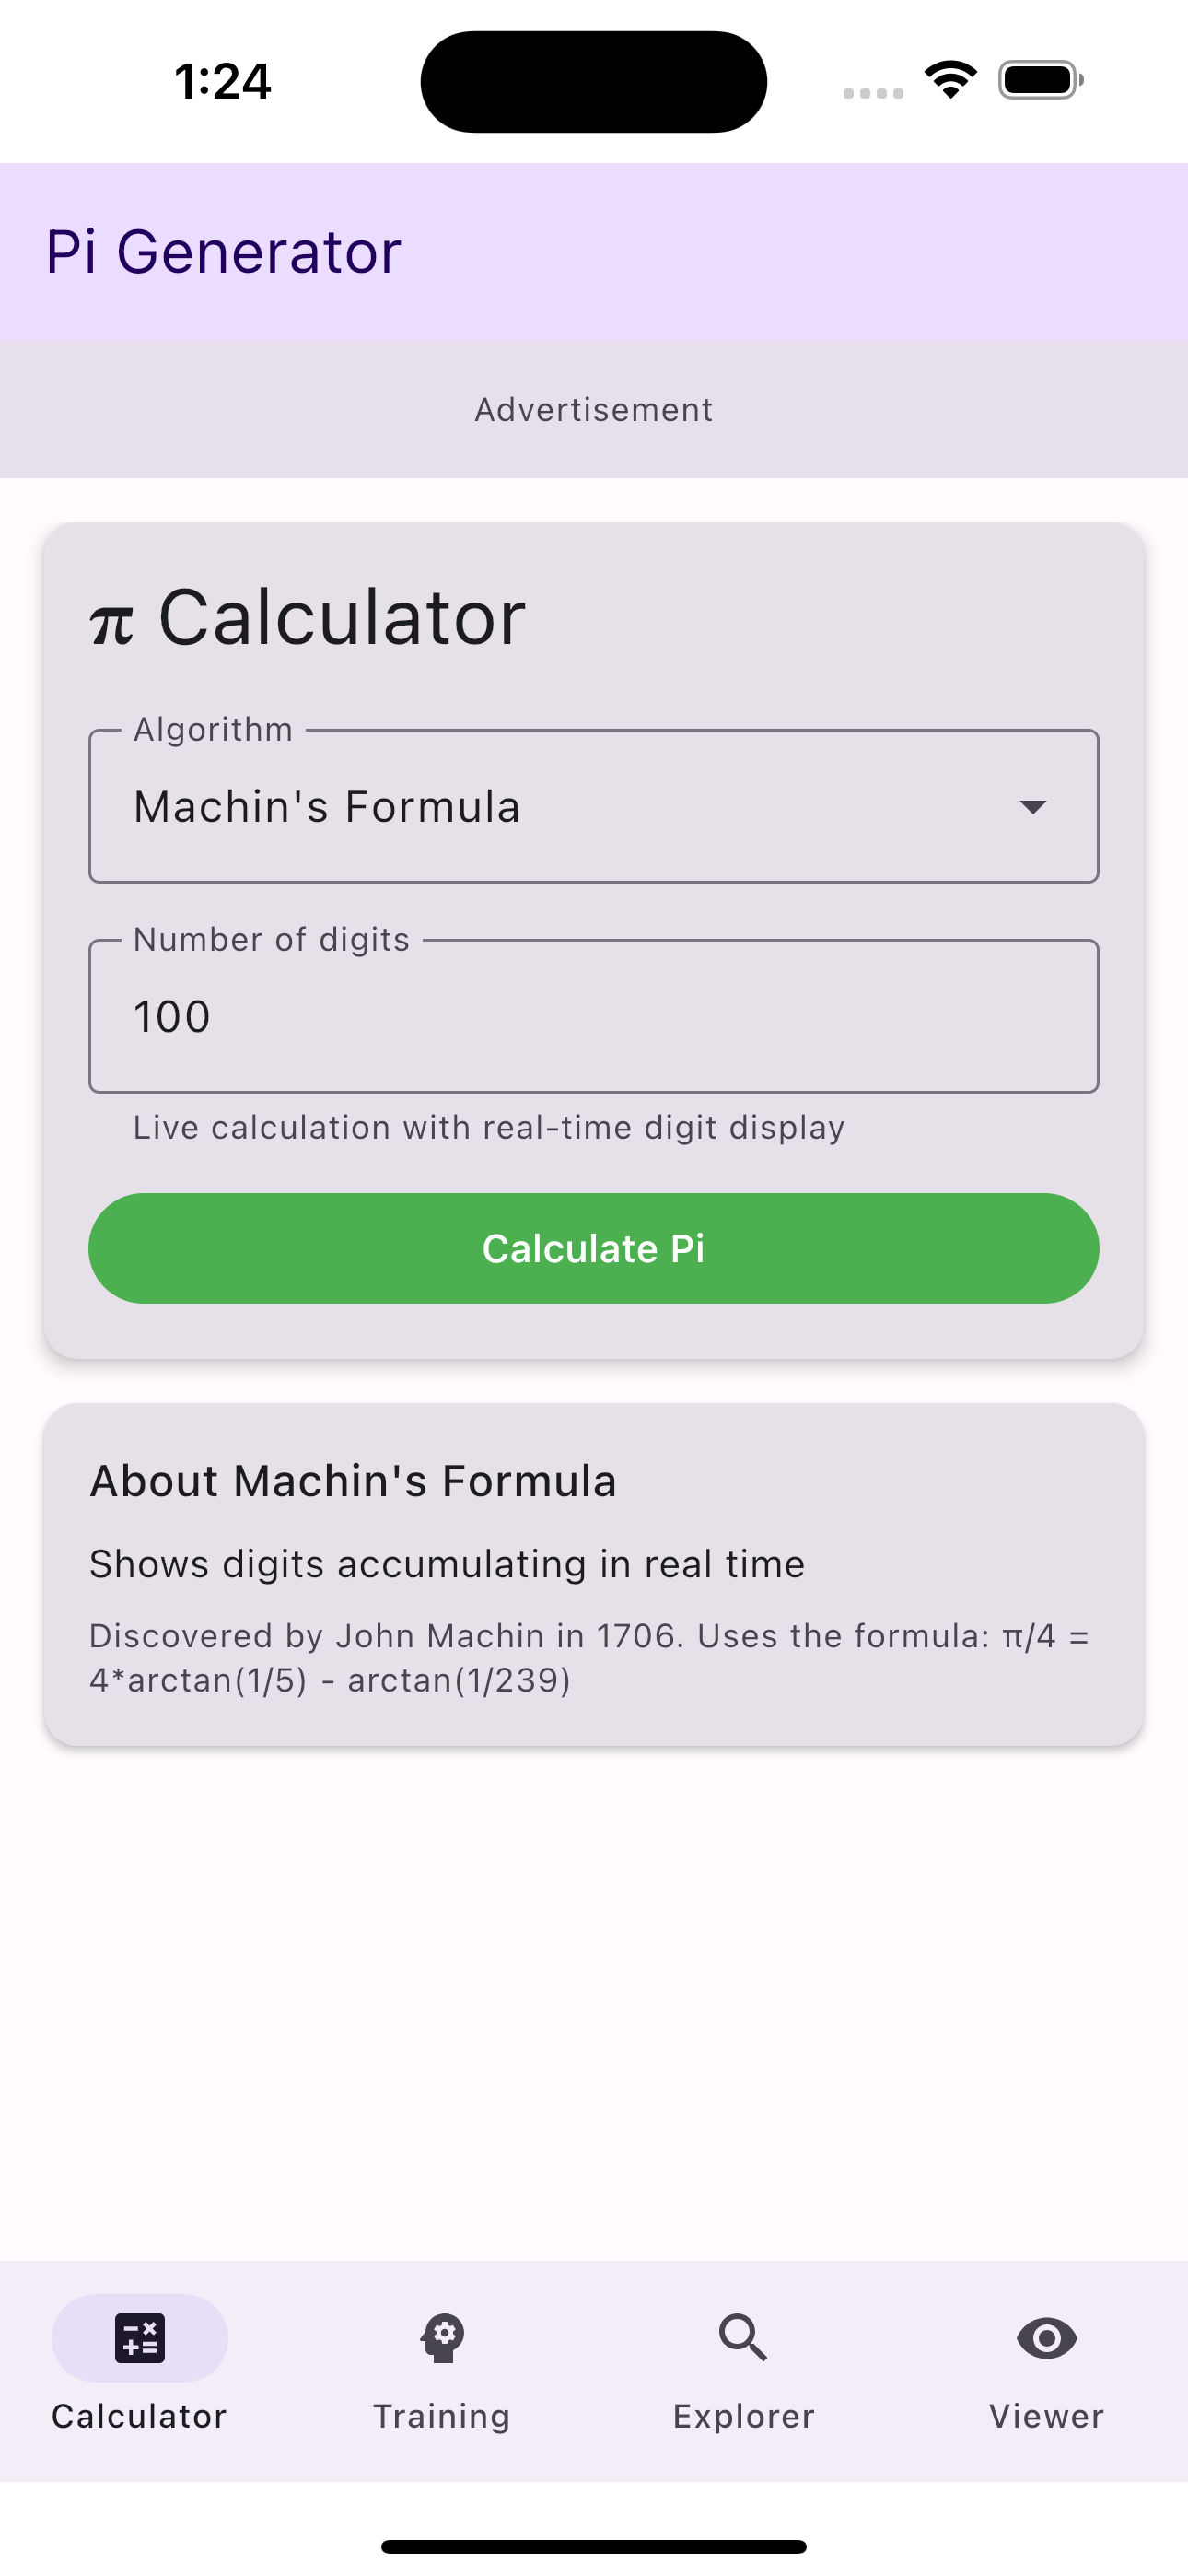 1:24
Pi Generator
Advertisement
π Calculator
Algorithm
Machin's Formula
Number of digits
100
Live calculation with real-time digit display
Calculate Pi
About Machin's Formula
Shows digits accumulating in real time
Discovered by John Machin in 1706. Uses the formula: π/4 =
4*arctan(1/5) - arctan(1/239)
Calculator
Training
Explorer
Viewer